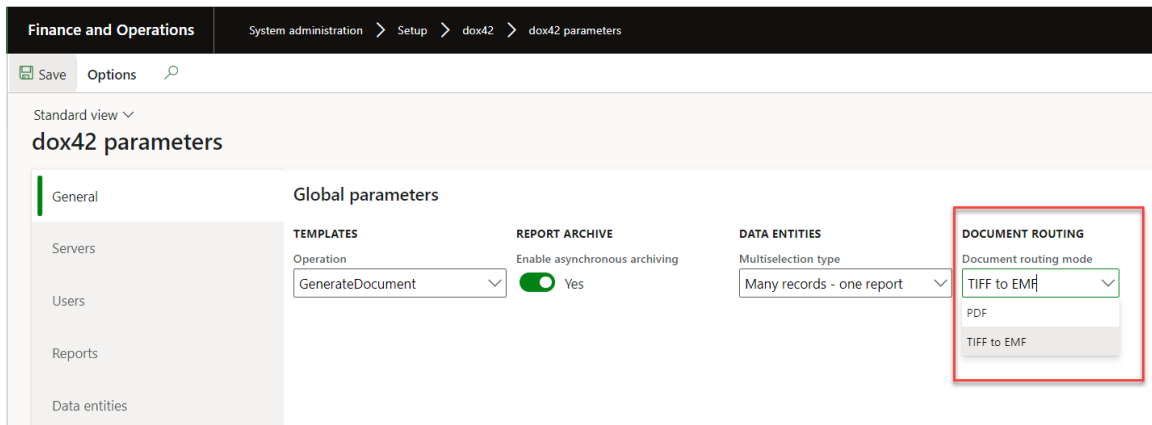 Finance and Operations
System administration > Setup > dox42 > dox42 parameters
Save Options
Standard view
dox42 parameters
General
Servers
Users
Reports
Data entities
Global parameters
TEMPLATES
Operation
GenerateDocument
REPORT ARCHIVE
Enable asynchronous archiving
Yes
DATA ENTITIES
Multiselection type
Many records - one report
DOCUMENT ROUTING
Document routing mode
TIFF to EMF
PDF
TIFF to EMF